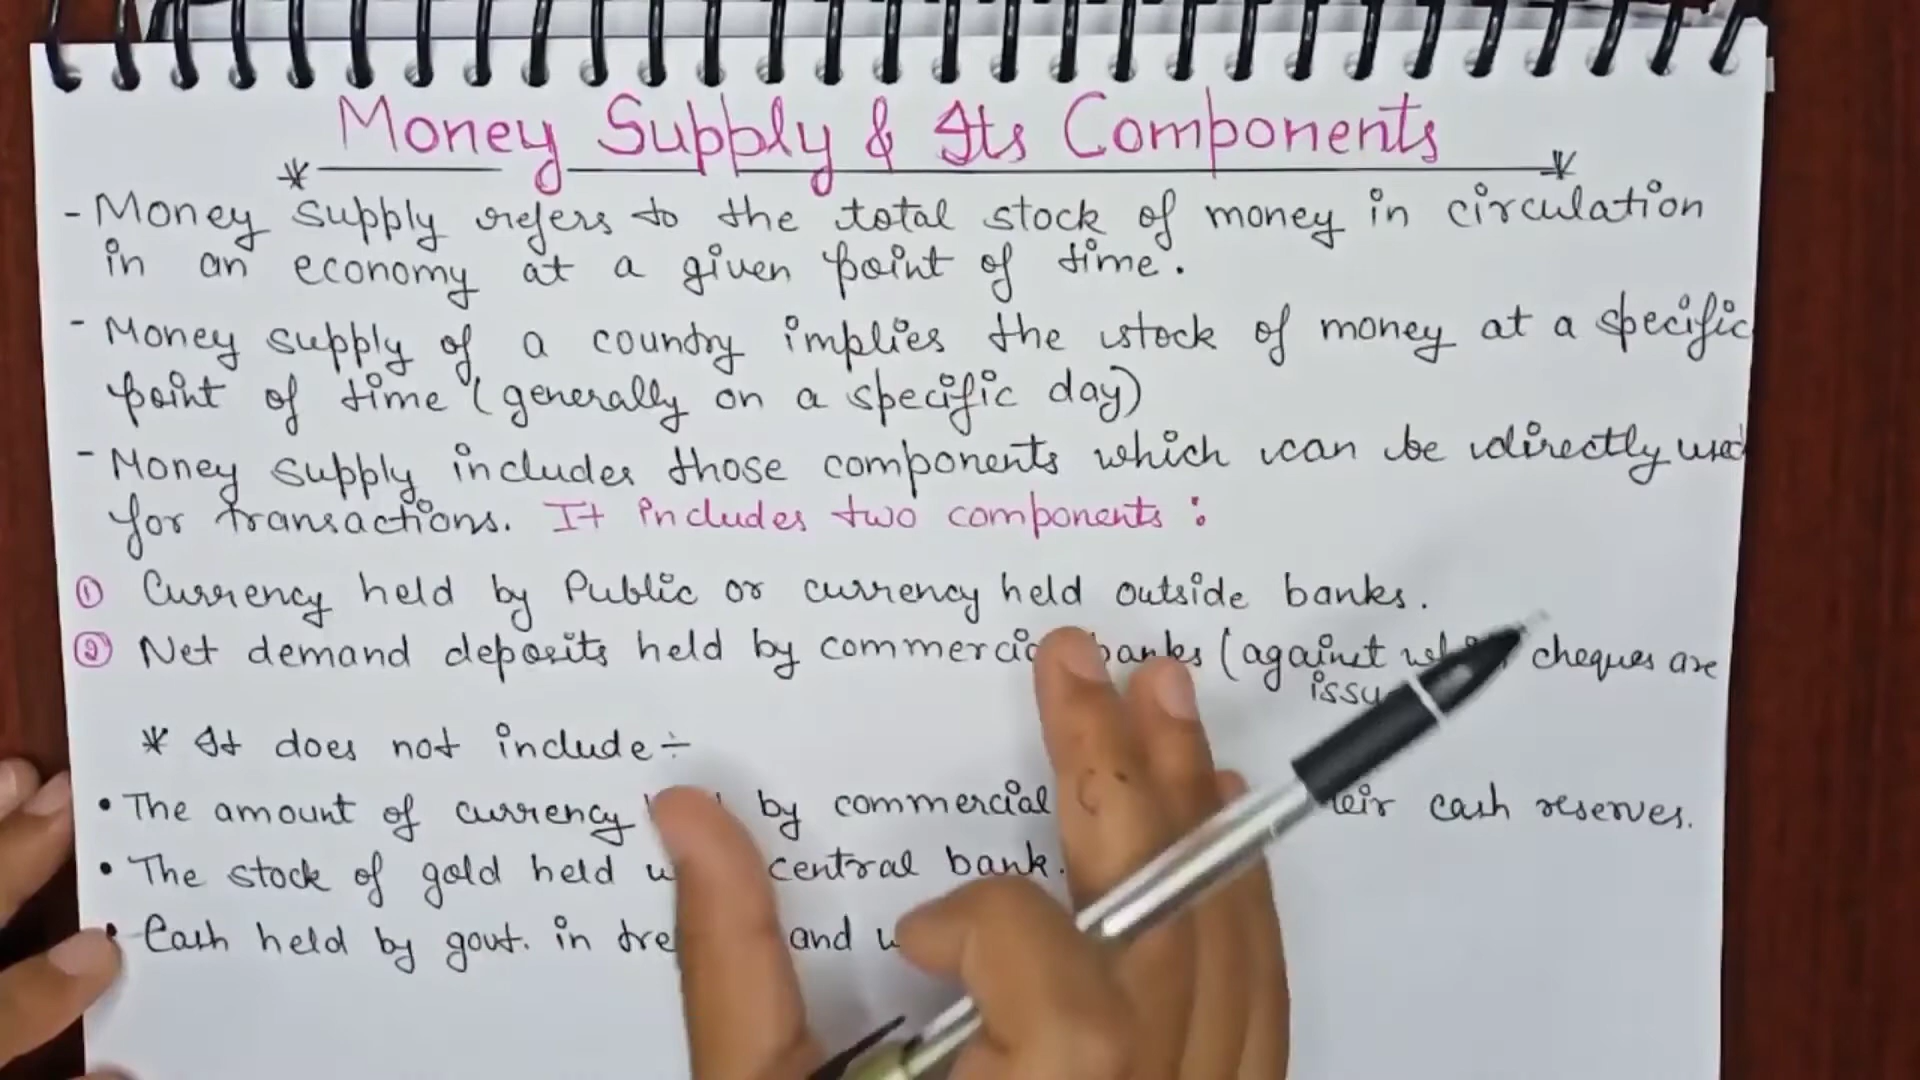 Money Supply & Its Components
- Money supply refers to the total stock of money in circulation
in an economy at a given point of time.
- Money supply of a country implies the stock of money at a specific
point of time (generally on a specific day)
- Money supply includes those components which can be directly used
for transactions. It includes two components :
① Currency held by Public or currency held outside banks.
② Net demand deposits held by commercial banks (against which cheques are
* It does not include ÷
• The amount of currency by commercial their cash reserves.
• The stock of gold held central bank.
• Cash held by govt. in and